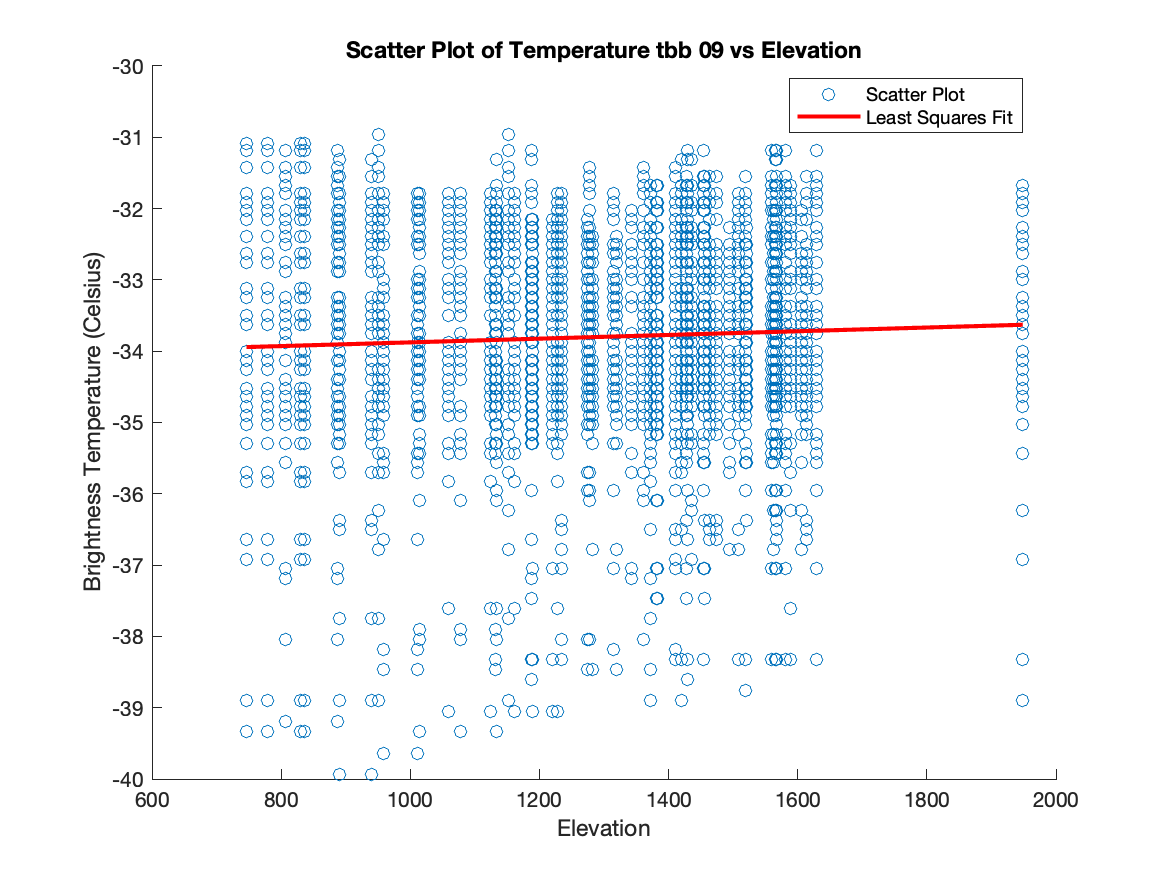 Scatter Plot of Temperature tbb 09 vs Elevation
Scatter Plot
Least Squares Fit
Brightness Temperature (Celsius)
-30
-31
-32
-33
-34
-35
-36
-37
-38
-39
-40
600 800 1000 1200 1400 1600 1800 2000
Elevation